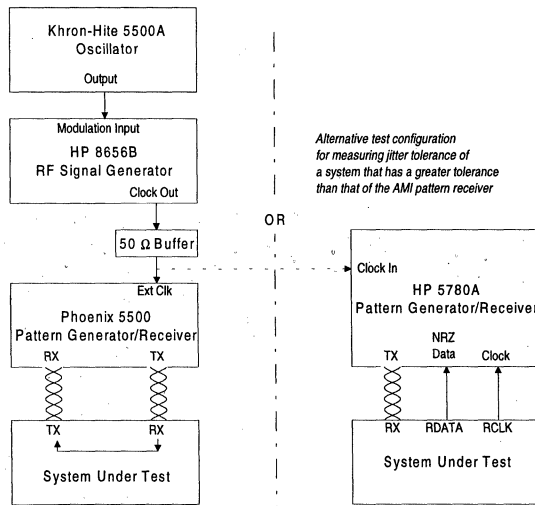 Khron-Hite 5500A
Oscillator
Output
Modulation Input
HP 8656B
RF Signal Generator
Clock Out
50 Ω Buffer
Ext Clk
Phoenix 5500
Pattern Generator/Receiver
RX TX
TX RX
System Under Test
OR
Alternative test configuration
for measuring jitter tolerance of
a system that has a greater tolerance
than that of the AMI pattern receiver
Clock In
HP 5780A
Pattern Generator/Receiver
NRZ
TX Data Clock
RX RDATA RCLK
System Under Test